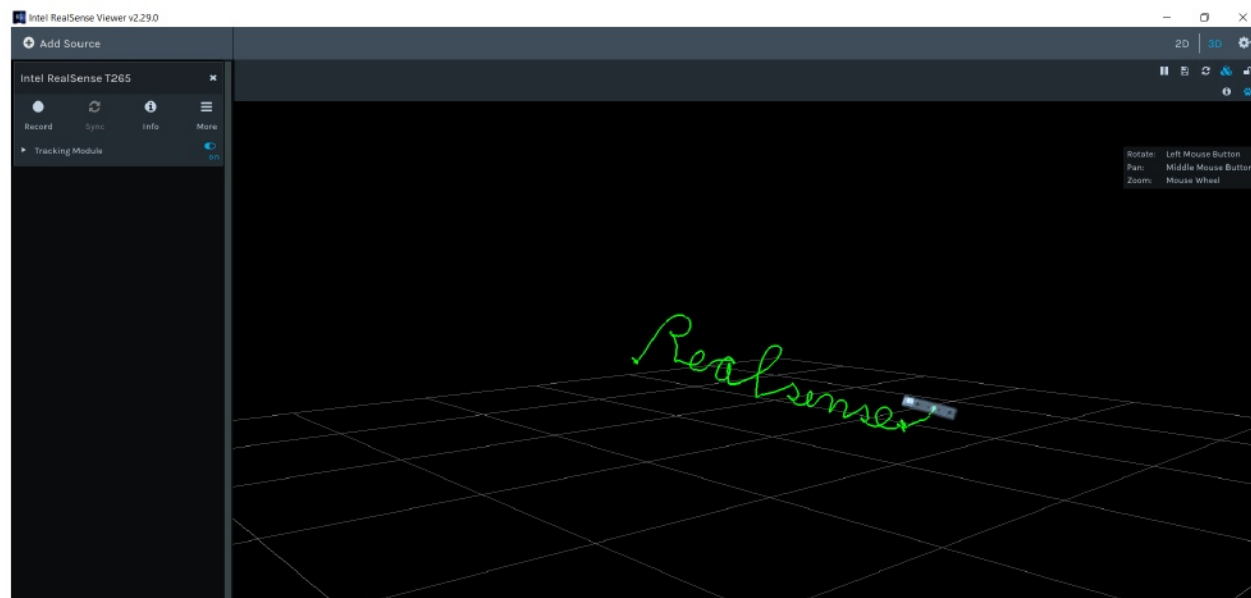 Intel RealSense Viewer v2.29.0
Add Source
2D
3D
Intel RealSense T265
Record
Sync
Info
More
Tracking Module
on
Rotate: Left Mouse Button
Pan: Middle Mouse Button
Zoom: Mouse Wheel
Realsense